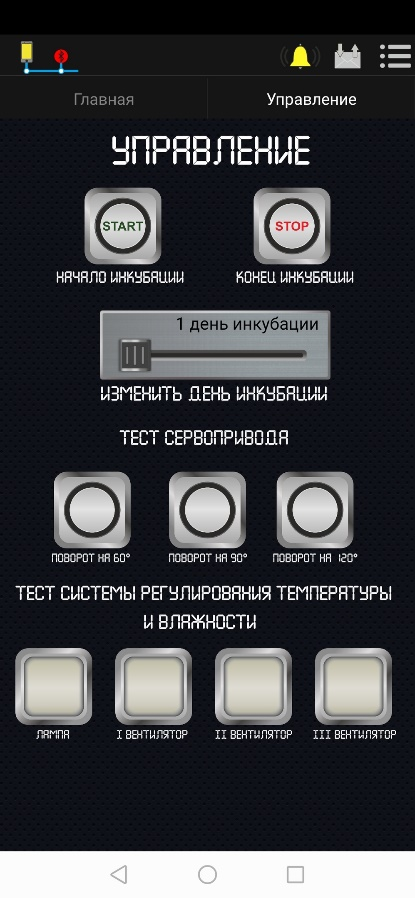 Главная Управление
УПРАВЛЕНИЕ
START STOP
НАЧАЛО ИНКУБАЦИИ КОНЕЦ ИНКУБАЦИИ
1 день инкубации
ИЗМЕНИТЬ ДЕНЬ ИНКУБАЦИИ
ТЕСТ СЕРВОПРИВОДА
ПОВОРОТ НА 60° ПОВОРОТ НА 90° ПОВОРОТ НА 120°
ТЕСТ СИСТЕМЫ РЕГУЛИРОВАНИЯ ТЕМПЕРАТУРЫ
И ВЛАЖНОСТИ
ЛАМПА I ВЕНТИЛЯТОР II ВЕНТИЛЯТОР III ВЕНТИЛЯТОР